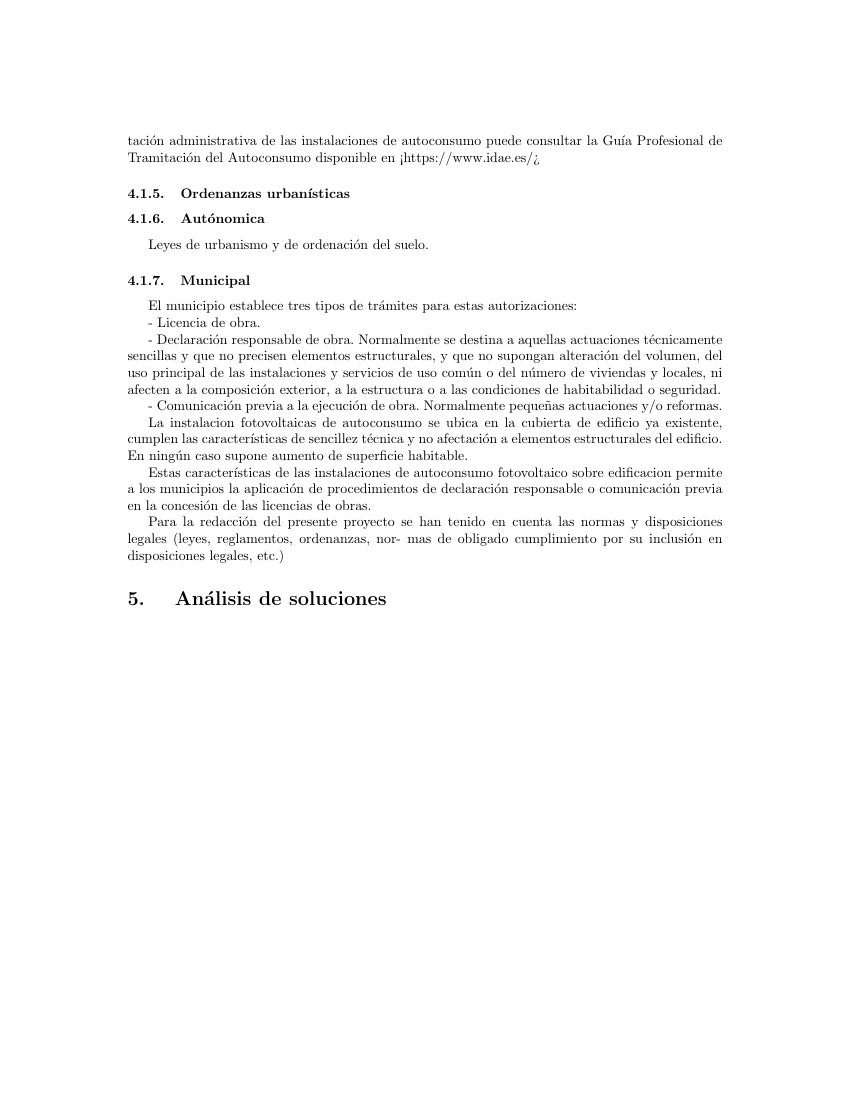 tación administrativa de las instalaciones de autoconsumo puede consultar la Guía Profesional de
Tramitación del Autoconsumo disponible en ¡https://www.idae.es/¿
4.1.5. Ordenanzas urbanísticas
4.1.6. Autónomica
Leyes de urbanismo y de ordenación del suelo.
4.1.7. Municipal
El municipio establece tres tipos de trámites para estas autorizaciones:
- Licencia de obra.
- Declaración responsable de obra. Normalmente se destina a aquellas actuaciones técnicamente
sencillas y que no precisen elementos estructurales, y que no supongan alteración del volumen, del
uso principal de las instalaciones y servicios de uso común o del número de viviendas y locales, ni
afecten a la composición exterior, a la estructura o a las condiciones de habitabilidad o seguridad.
- Comunicación previa a la ejecución de obra. Normalmente pequeñas actuaciones y/o reformas.
La instalacion fotovoltaicas de autoconsumo se ubica en la cubierta de edificio ya existente,
cumplen las características de sencillez técnica y no afectación a elementos estructurales del edificio.
En ningún caso supone aumento de superficie habitable.
Estas características de las instalaciones de autoconsumo fotovoltaico sobre edificacion permite
a los municipios la aplicación de procedimientos de declaración responsable o comunicación previa
en la concesión de las licencias de obras.
Para la redacción del presente proyecto se han tenido en cuenta las normas y disposiciones
legales (leyes, reglamentos, ordenanzas, nor- mas de obligado cumplimiento por su inclusión en
disposiciones legales, etc.)
5. Análisis de soluciones